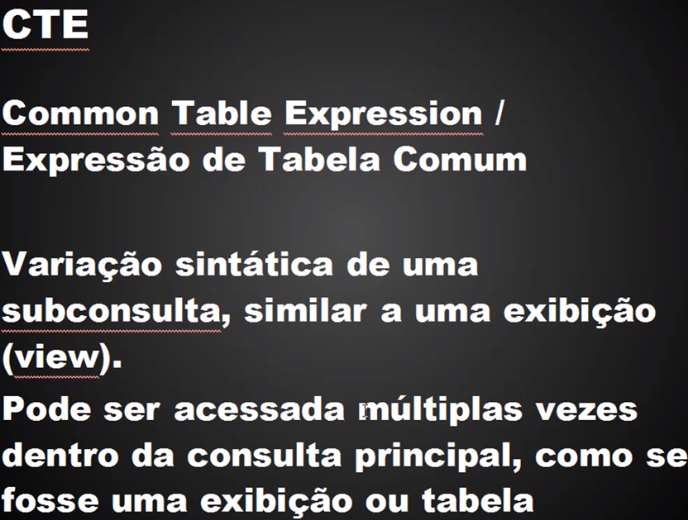 CTE
Common Table Expression /
Expressão de Tabela Comum
Variação sintática de uma
subconsulta, similar a uma exibição
(view).
Pode ser acessada múltiplas vezes
dentro da consulta principal, como se
fosse uma exibição ou tabela